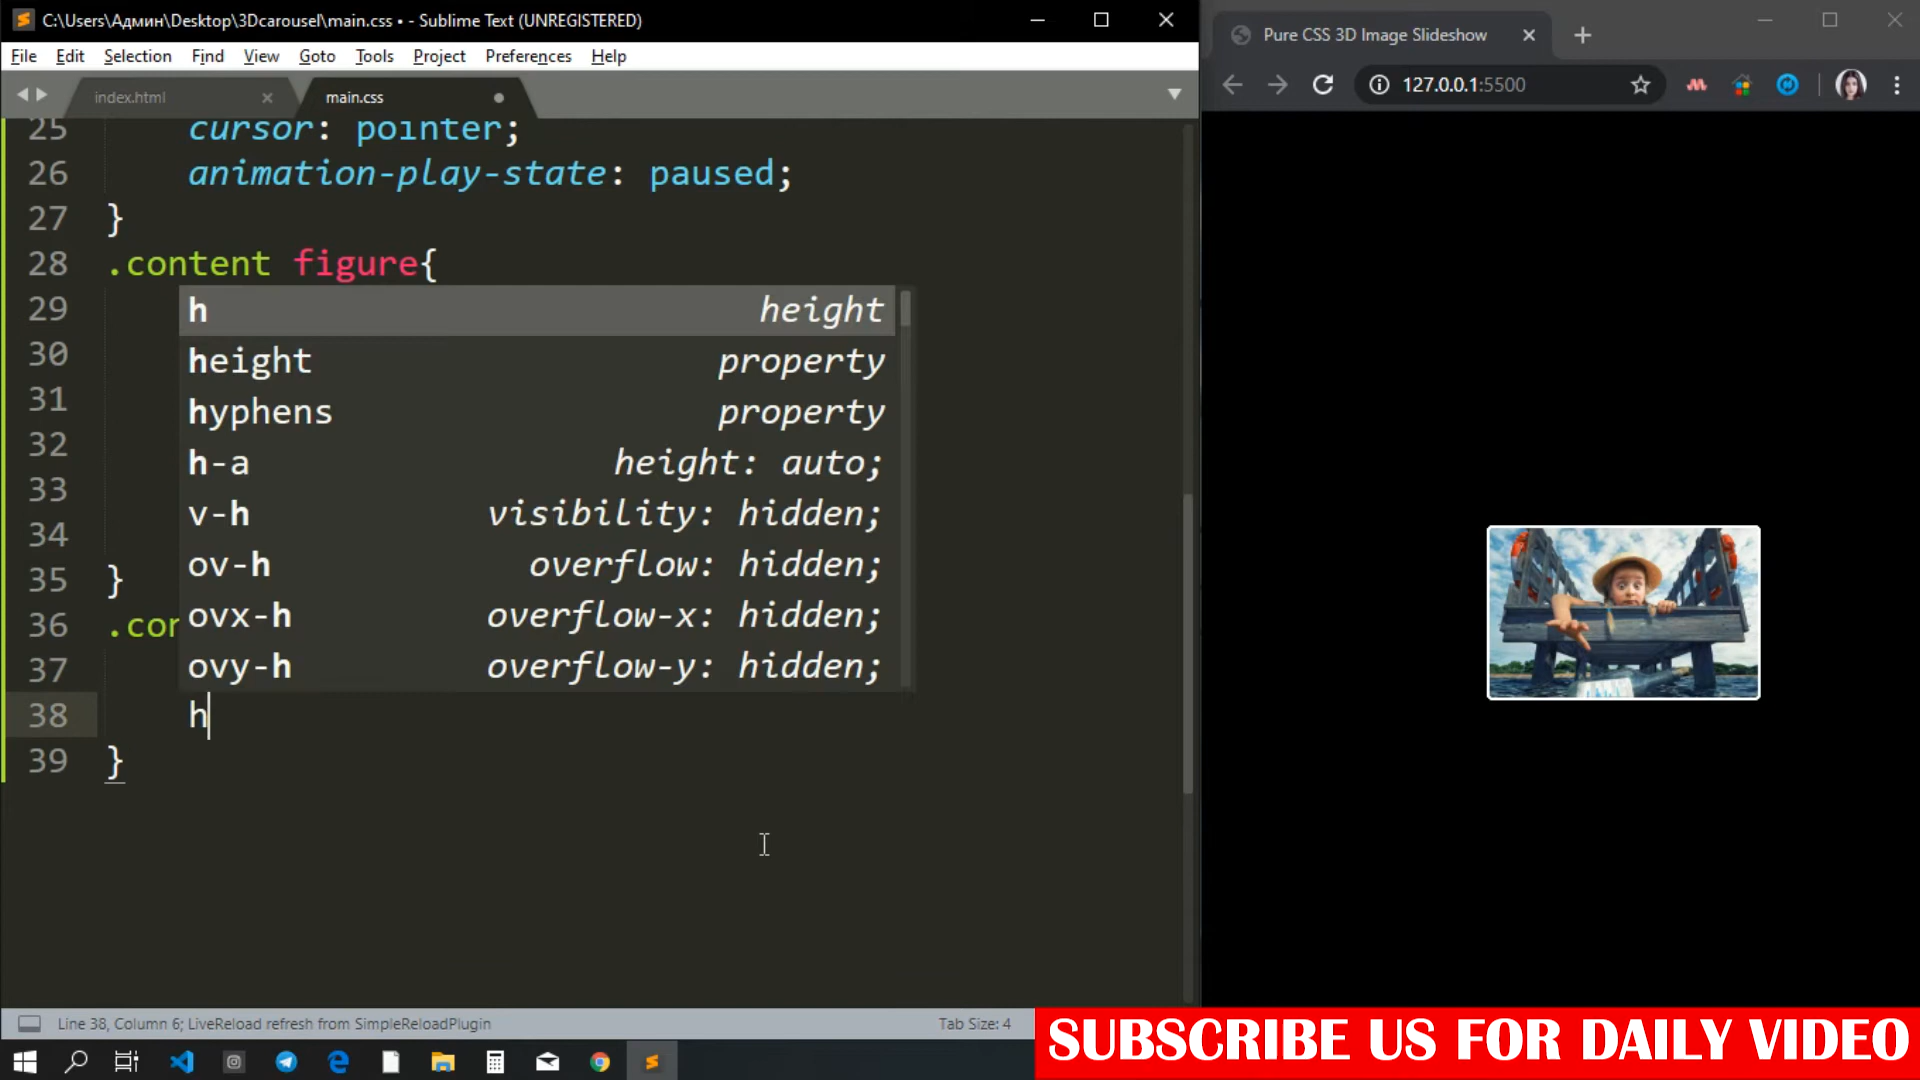 C:\Users\Админ\Desktop\3Dcarousel\main.css • - Sublime Text (UNREGISTERED)
File Edit Selection Find View Goto Tools Project Preferences Help
index.html main.css
25 cursor: pointer;
26 animation-play-state: paused;
27 }
28 .content figure{
29 h height
30 height property
31 hyphens property
32 h-a height: auto;
33 v-h visibility: hidden;
34 ov-h overflow: hidden;
35 } ovx-h overflow-x: hidden;
36 .con
37 ovy-h overflow-y: hidden;
38 h
39 }
Line 38, Column 6; LiveReload refresh from SimpleReloadPlugin
Tab Size: 4
Pure CSS 3D Image Slideshow
127.0.0.1:5500
SUBSCRIBE US FOR DAILY VIDEO